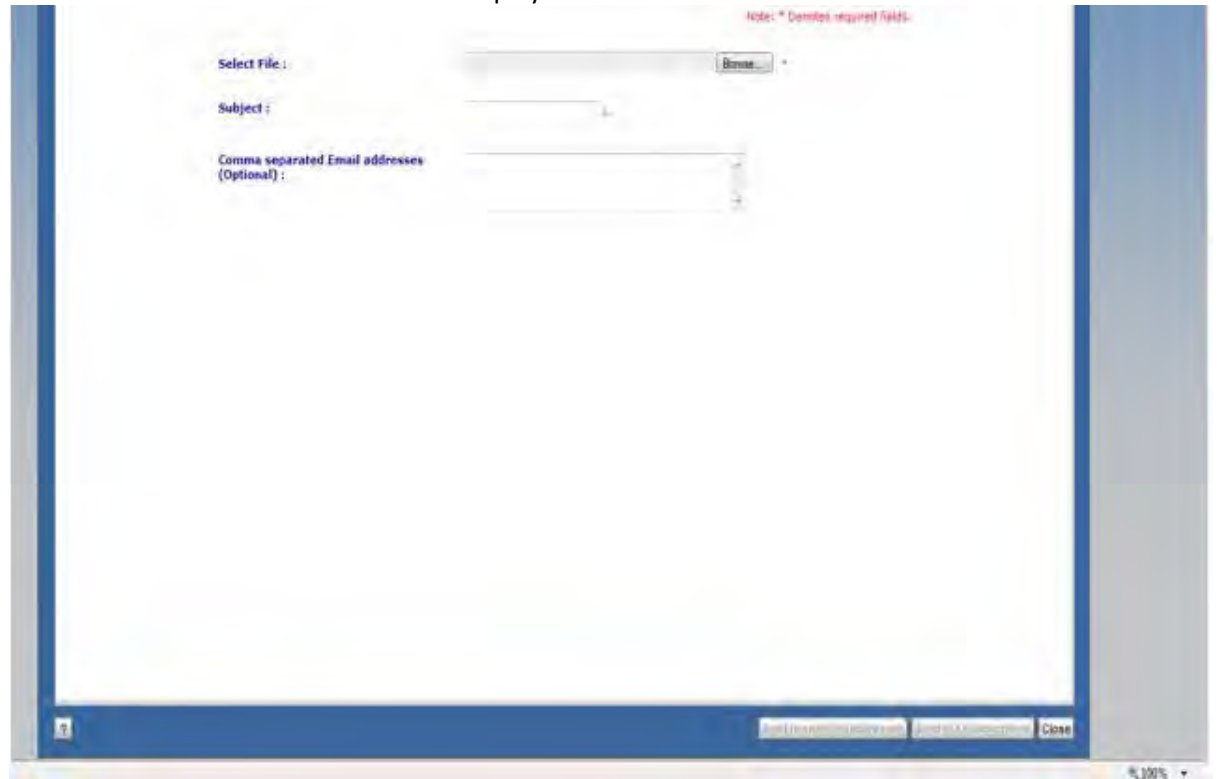 Note: * Denotes required fields.
Select File : Browse... *
Subject :
Comma separated Email addresses
(Optional) :
? Close
100%